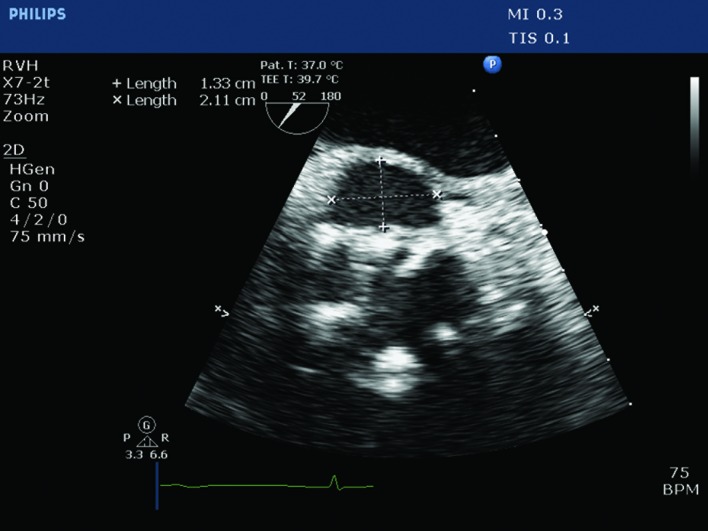 PHILIPS
MI 0.3
TIS 0.1
RVH
X7-2t
73Hz
Zoom
2D
HGen
Gn 0
C 50
4/2/0
75 mm/s
+ Length 1.33 cm
× Length 2.11 cm
Pat. T: 37.0 °C
TEE T: 39.7 °C
0 52 180
P
G
P R
3.3 6.6
75
BPM